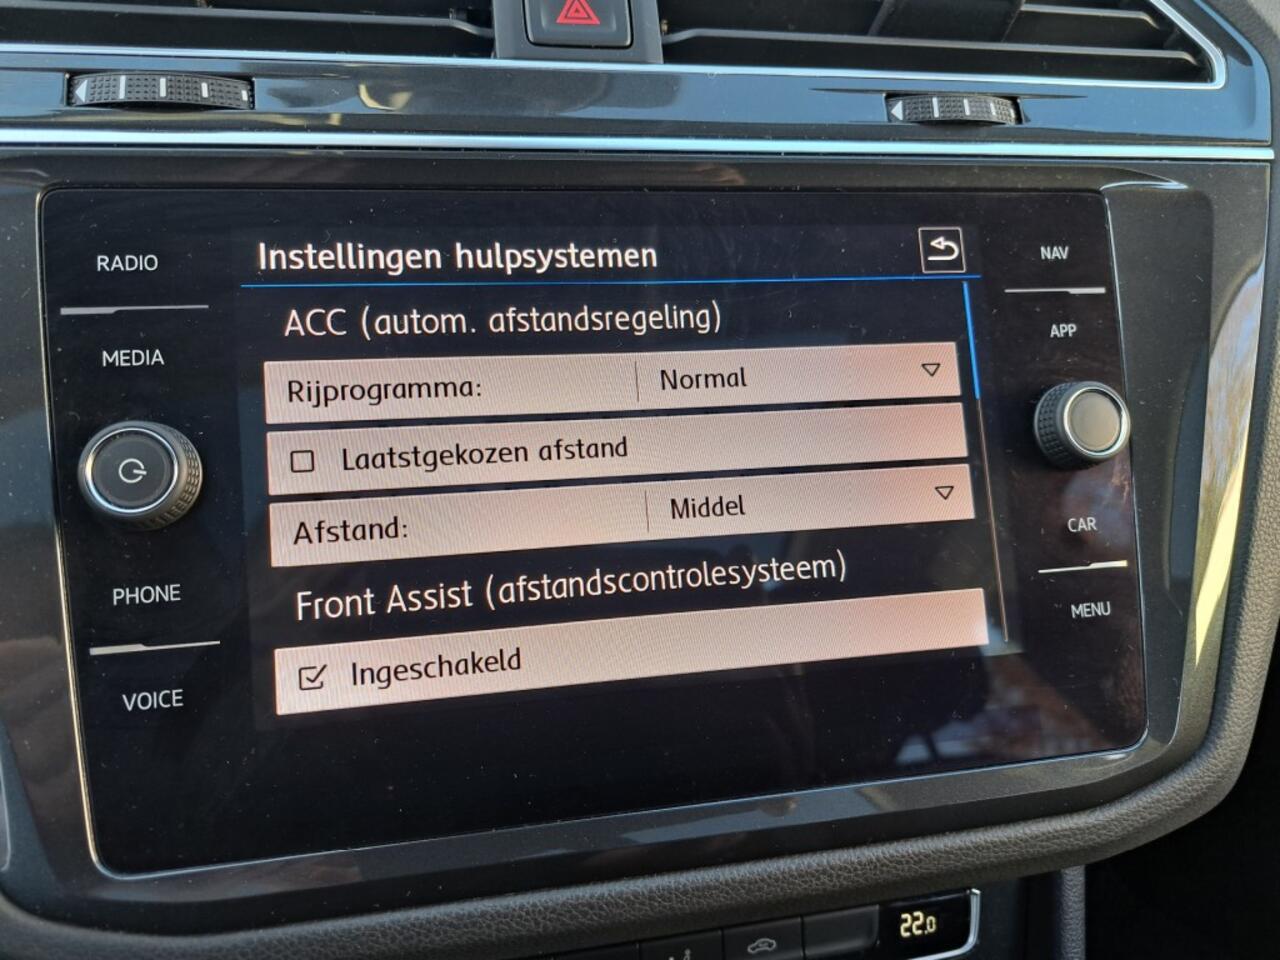 RADIO
MEDIA
PHONE
VOICE
Instellingen hulpsystemen
ACC (autom. afstandsregeling)
Rijprogramma: Normal
Laatstgekozen afstand
Afstand: Middel
Front Assist (afstandscontrolesysteem)
Ingeschakeld
NAV
APP
CAR
MENU
22.0